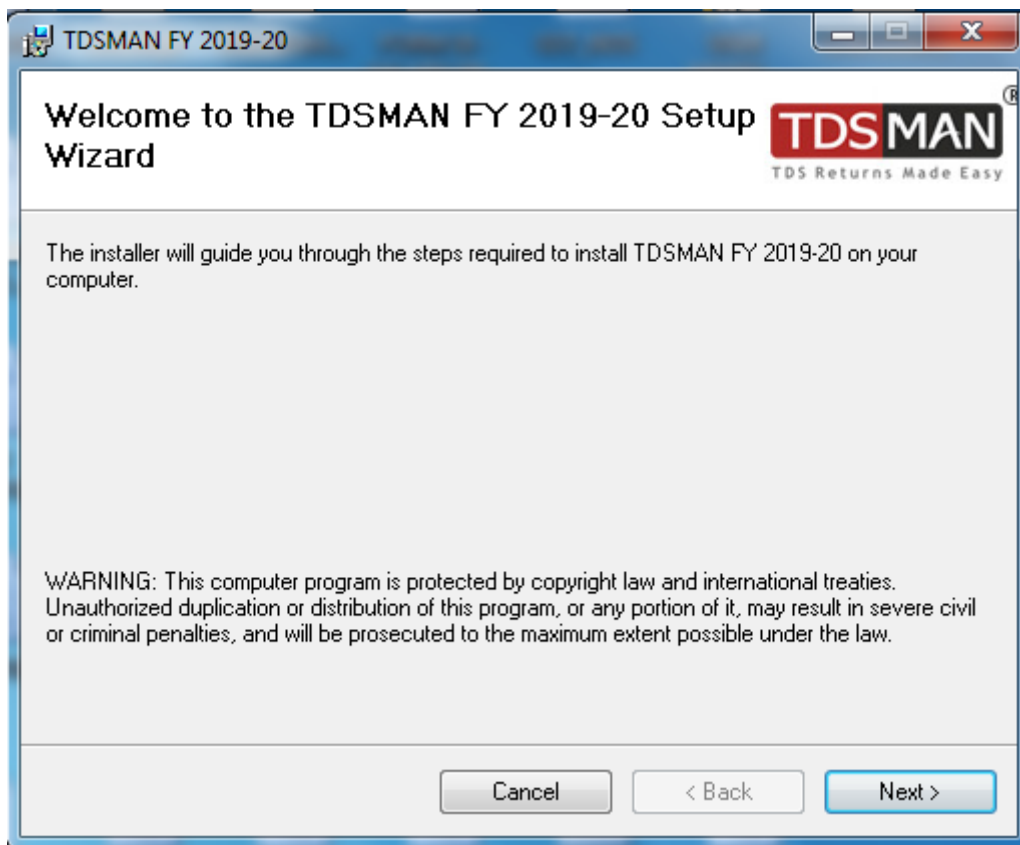 TDSMAN FY 2019-20
Welcome to the TDSMAN FY 2019-20 Setup
Wizard
TDSMAN®
TDS Returns Made Easy
The installer will guide you through the steps required to install TDSMAN FY 2019-20 on your
computer.
WARNING: This computer program is protected by copyright law and international treaties.
Unauthorized duplication or distribution of this program, or any portion of it, may result in severe civil
or criminal penalties, and will be prosecuted to the maximum extent possible under the law.
Cancel < Back Next >